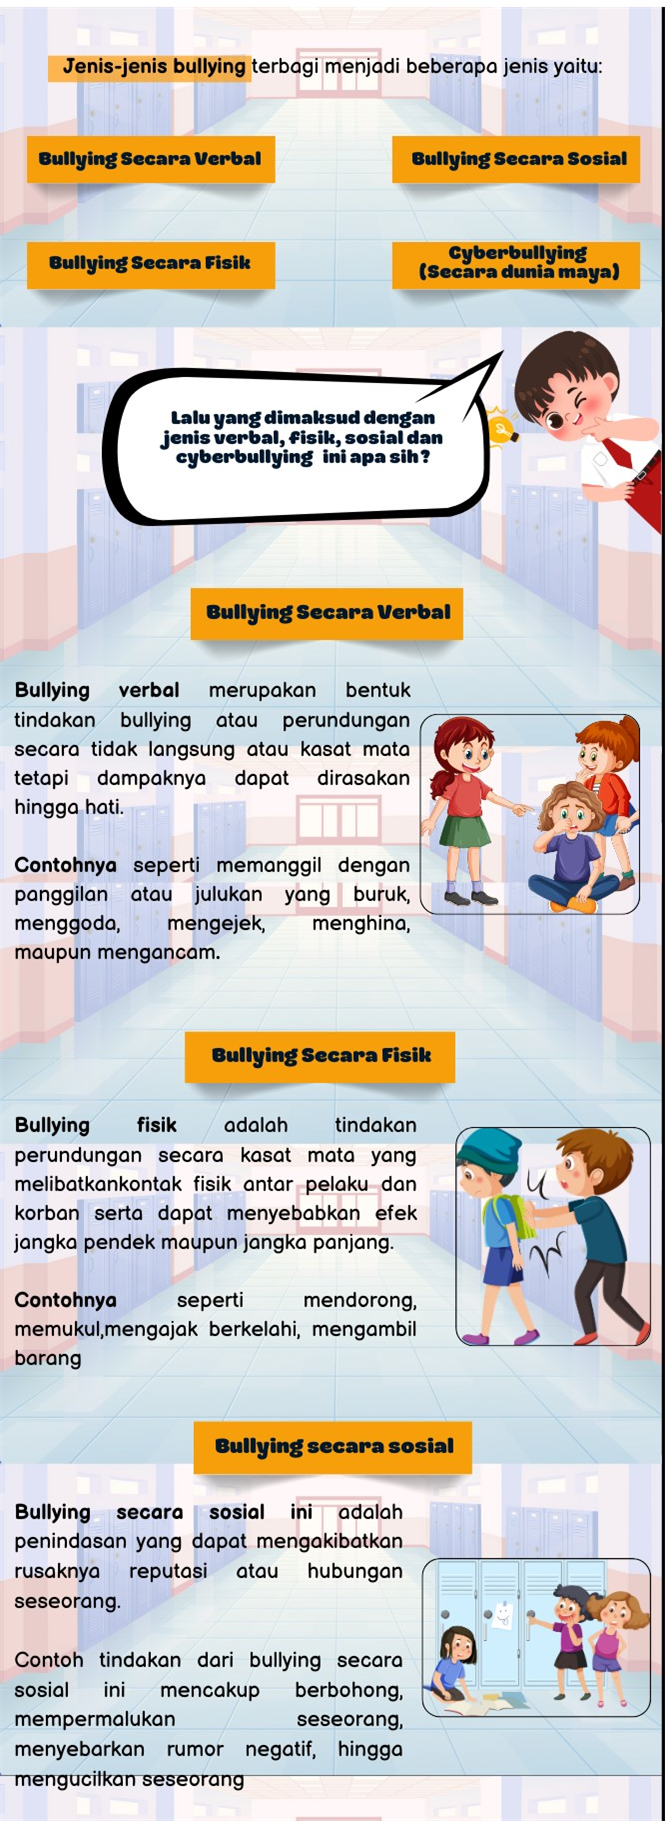 Jenis-jenis bullying terbagi menjadi beberapa jenis yaitu:
Bullying Secara Verbal
Bullying Secara Sosial
Bullying Secara Fisik
Cyberbullying
(Secara dunia maya)
Lalu yang dimaksud dengan
jenis verbal, fisik, sosial dan
cyberbullying ini apa sih?
Bullying Secara Verbal
Bullying verbal merupakan bentuk
tindakan bullying atau perundungan
secara tidak langsung atau kasat mata
tetapi dampaknya dapat dirasakan
hingga hati.
Contohnya seperti memanggil dengan
panggilan atau julukan yang buruk,
menggoda, mengejek, menghina,
maupun mengancam.
Bullying Secara Fisik
Bullying fisik adalah tindakan
perundungan secara kasat mata yang
melibatkankontak fisik antar pelaku dan
korban serta dapat menyebabkan efek
jangka pendek maupun jangka panjang.
Contohnya seperti mendorong,
memukul,mengajak berkelahi, mengambil
barang
Bullying secara sosial
Bullying secara sosial ini adalah
penindasan yang dapat mengakibatkan
rusaknya reputasi atau hubungan
seseorang.
Contoh tindakan dari bullying secara
sosial ini mencakup berbohong,
mempermalukan seseorang,
menyebarkan rumor negatif, hingga
mengucilkan seseorang